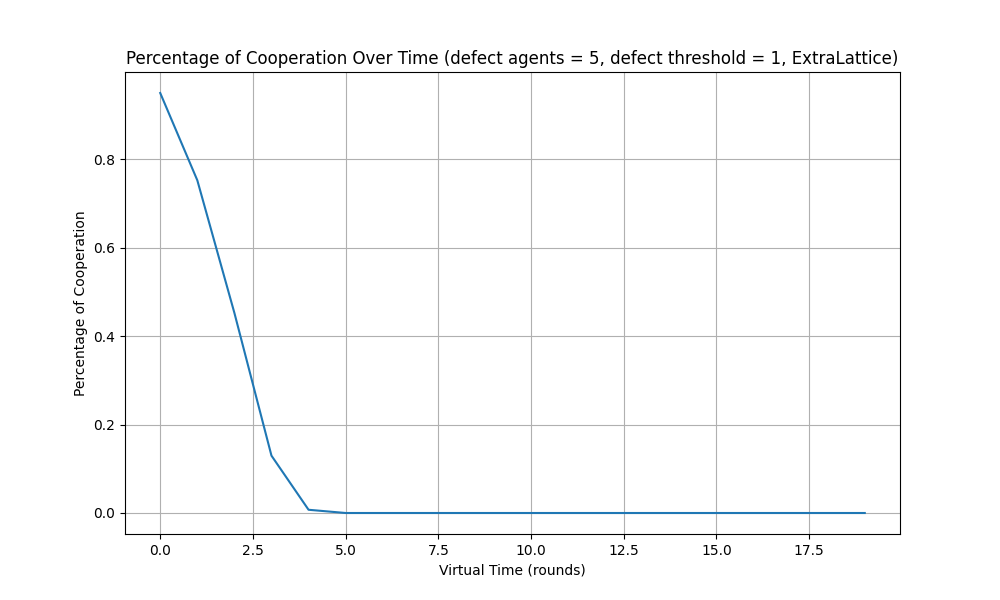 Percentage of Cooperation Over Time (defect agents = 5, defect threshold = 1, ExtraLattice)
Percentage of Cooperation
0.8
0.6
0.4
0.2
0.0
0.0 2.5 5.0 7.5 10.0 12.5 15.0 17.5
Virtual Time (rounds)